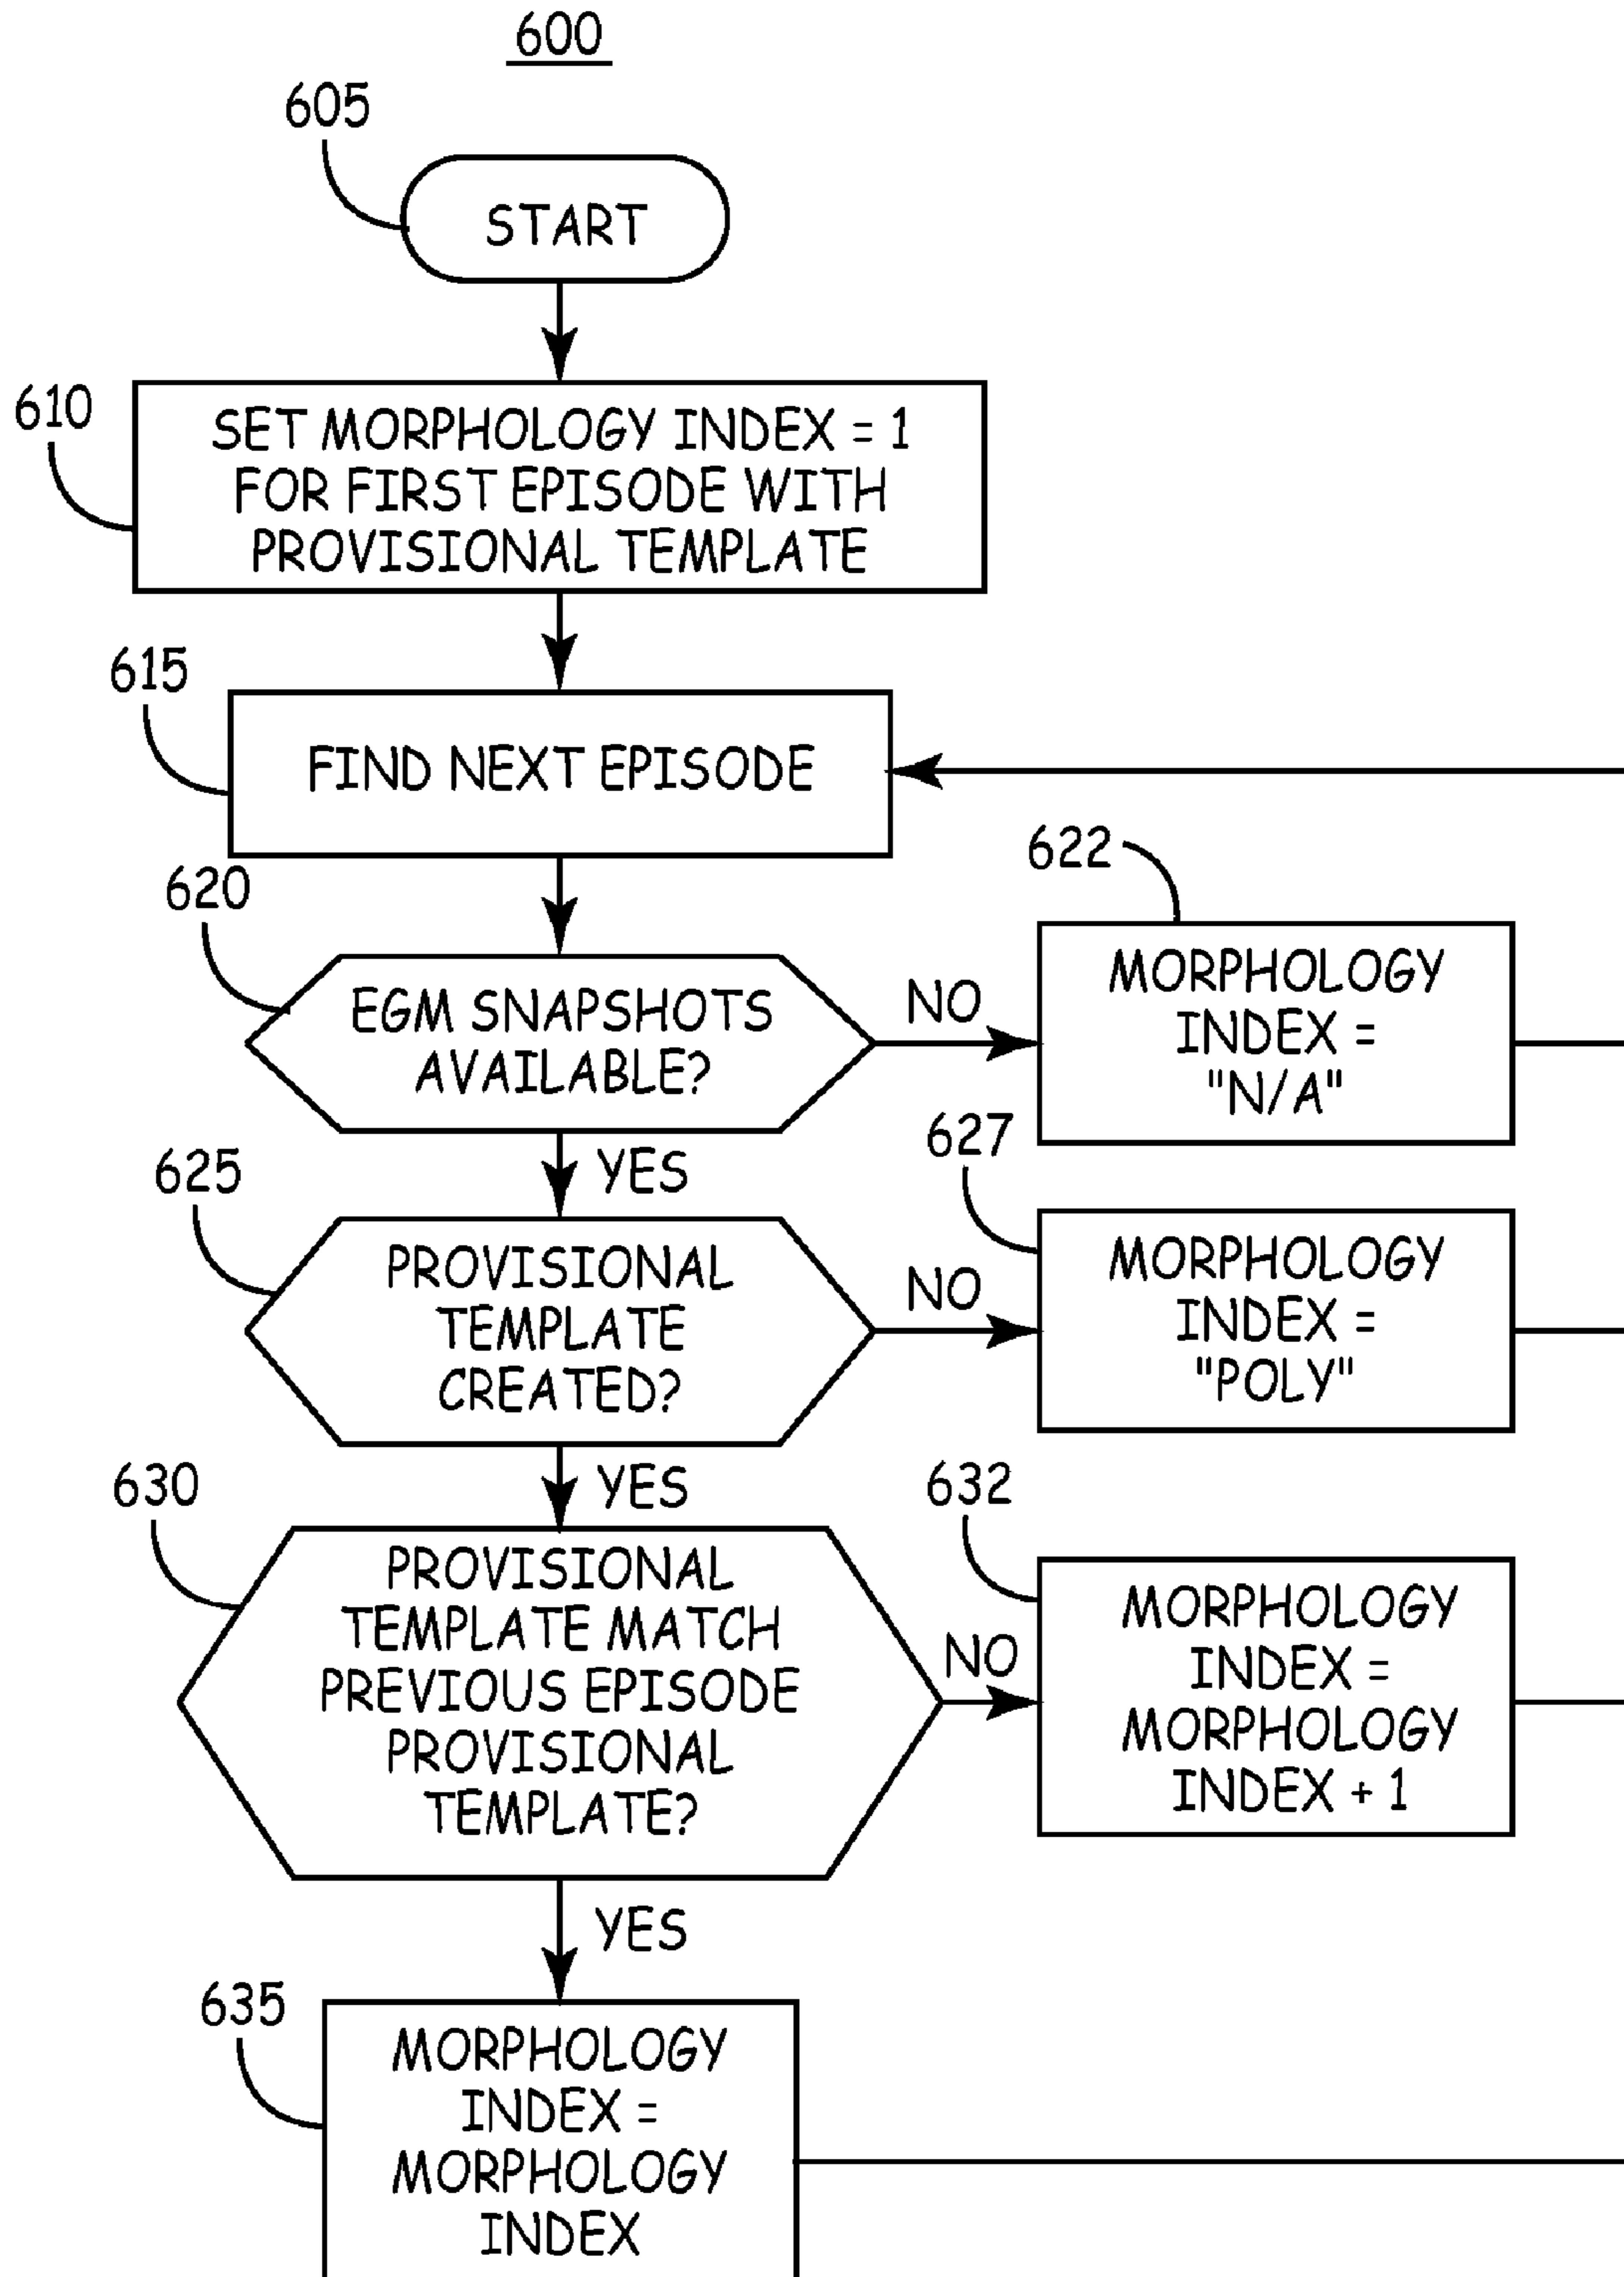 600
605
START
610
SET MORPHOLOGY INDEX = 1
FOR FIRST EPISODE WITH
PROVISIONAL TEMPLATE
615
FIND NEXT EPISODE
620
EGM SNAPSHOTS
AVAILABLE?
NO
622
MORPHOLOGY
INDEX =
"N/A"
YES
625
PROVISIONAL
TEMPLATE
CREATED?
NO
627
MORPHOLOGY
INDEX =
"POLY"
YES
630
PROVISIONAL
TEMPLATE MATCH
PREVIOUS EPISODE
PROVISIONAL
TEMPLATE?
NO
632
MORPHOLOGY
INDEX =
MORPHOLOGY
INDEX + 1
YES
635
MORPHOLOGY
INDEX =
MORPHOLOGY
INDEX